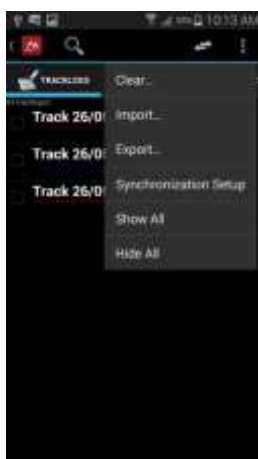 10:13 AM
TRACKLOGS
Clear...
Track 26/0
Import...
Track 26/0
Export...
Track 26/0
Synchronization Setup
Show All
Hide All